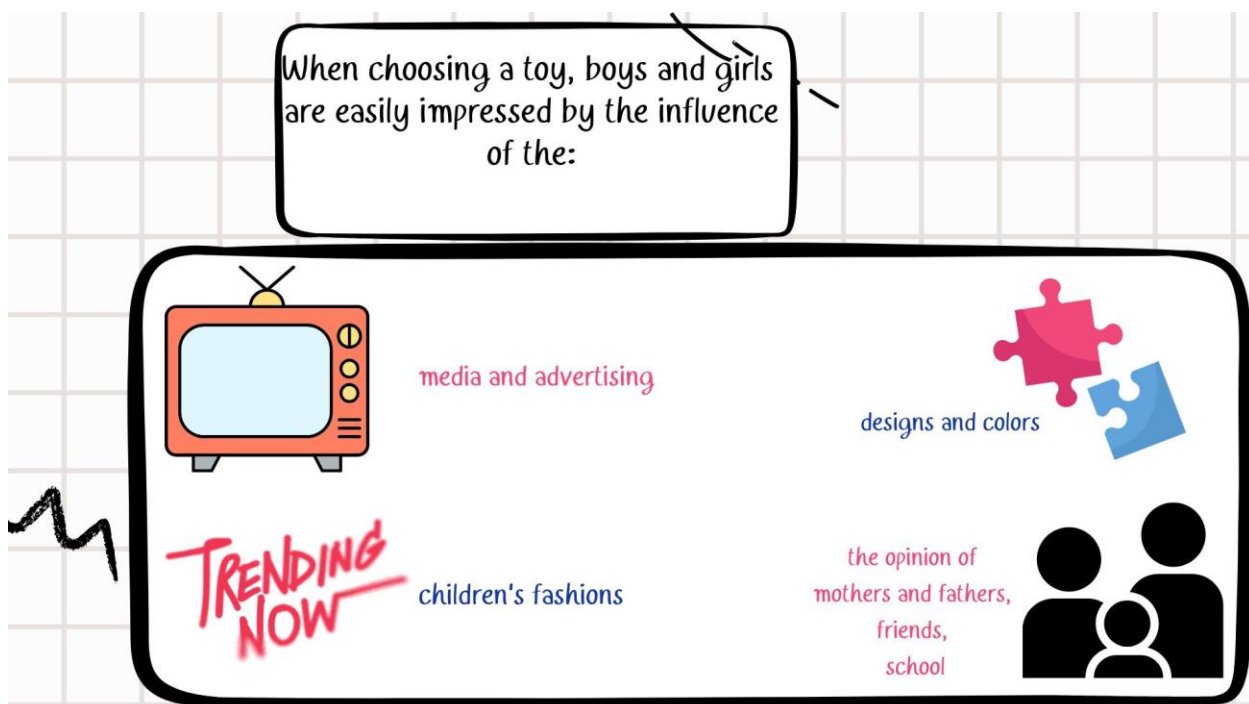 When choosing a toy, boys and girls
are easily impressed by the influence
of the:
media and advertising
designs and colors
TRENDING
NOW
children's fashions
the opinion of
mothers and fathers,
friends,
school